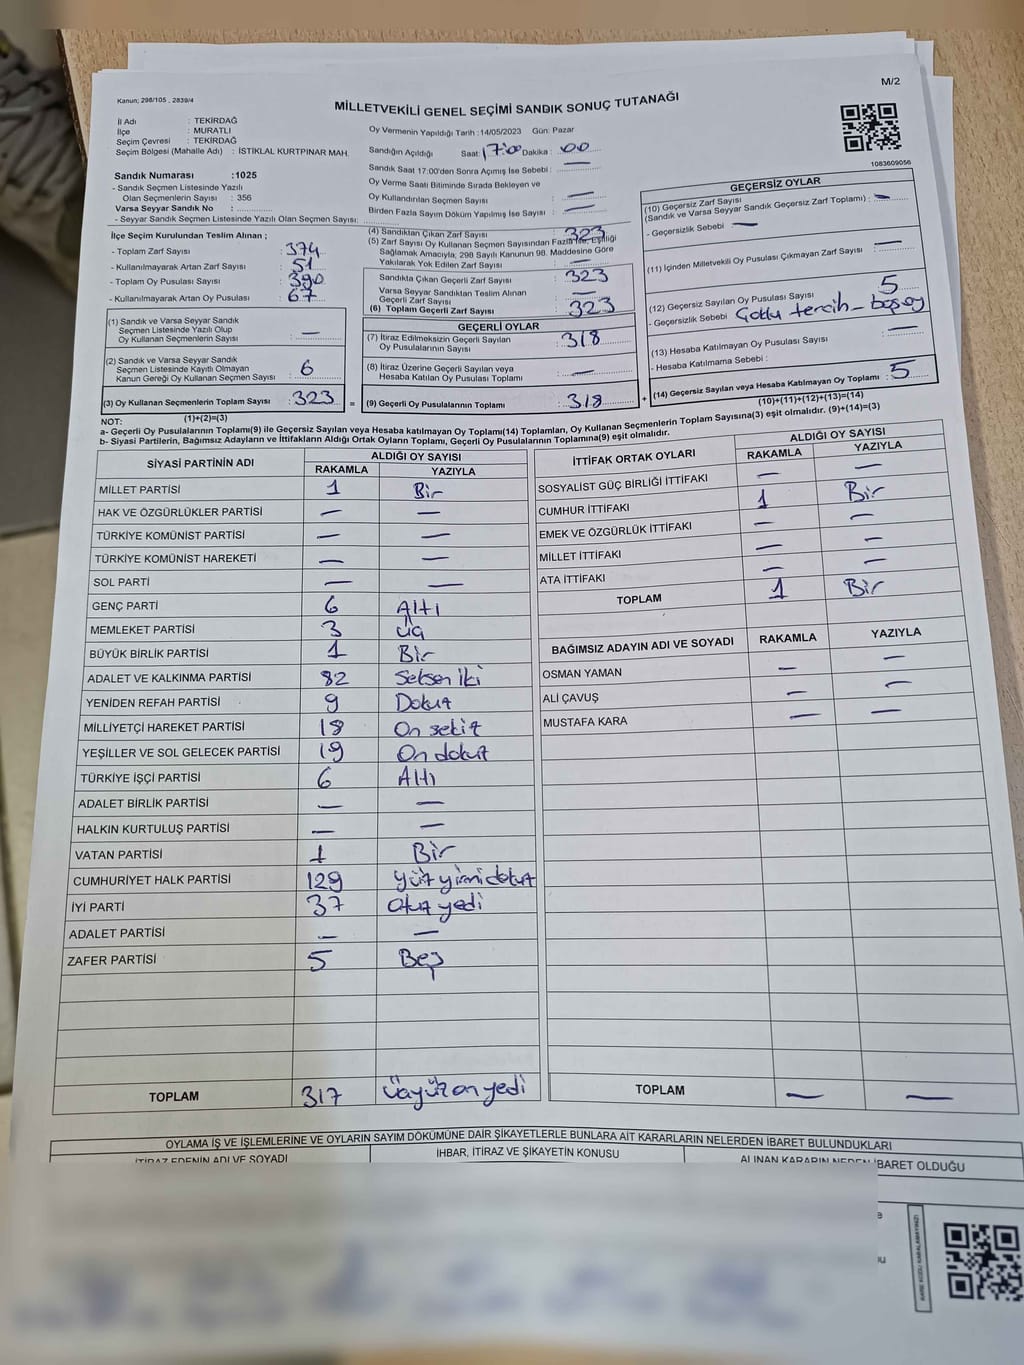 M/2
Kanun; 298/105 , 2839/4
MİLLETVEKİLİ GENEL SEÇİMİ SANDIK SONUÇ TUTANAĞI
1083609056
İl Adı : TEKİRDAĞ
İlçe : MURATLI
Seçim Çevresi : TEKİRDAĞ
Seçim Bölgesi (Mahalle Adı) : İSTİKLAL KURTPINAR MAH.
Sandık Numarası :1025
- Sandık Seçmen Listesinde Yazılı
Olan Seçmenlerin Sayısı : 356
Varsa Seyyar Sandık No :
- Seyyar Sandık Seçmen Listesinde Yazılı Olan Seçmen Sayısı:
Oy Vermenin Yapıldığı Tarih :14/05/2023 Gün: Pazar
Sandığın Açıldığı Saat: 17:00 Dakika : 00
Sandık Saat 17:00'den Sonra Açımış İse Sebebi : —
Oy Verme Saati Bitiminde Sırada Bekleyen ve
Oy Kullandırılan Seçmen Sayısı : —
Birden Fazla Sayım Döküm Yapılmış İse Sayısı : —
İlçe Seçim Kurulundan Teslim Alınan ;
- Toplam Zarf Sayısı : 374
- Kullanılmayarak Artan Zarf Sayısı : 51
- Toplam Oy Pusulası Sayısı : 390
- Kullanılmayarak Artan Oy Pusulası : 67
(1) Sandık ve Varsa Seyyar Sandık
Seçmen Listesinde Yazılı Olup
Oy Kullanan Seçmenlerin Sayısı : —
(2) Sandık ve Varsa Seyyar Sandık
Seçmen Listesinde Kayıtlı Olmayan
Kanun Gereği Oy Kullanan Seçmen Sayısı : 6
(3) Oy Kullanan Seçmenlerin Toplam Sayısı : 323
(1)+(2)=(3)
(4) Sandıktan Çıkan Zarf Sayısı : 323
(5) Zarf Sayısı Oy Kullanan Seçmen Sayısından Fazla İse, Eşitliği
Sağlamak Amacıyla; 298 Sayılı Kanunun 98. Maddesine Göre
Yakılarak Yok Edilen Zarf Sayısı : —
Sandıkta Çıkan Geçerli Zarf Sayısı : 323
Varsa Seyyar Sandıktan Teslim Alınan
Geçerli Zarf Sayısı : —
(6) Toplam Geçerli Zarf Sayısı : 323
GEÇERLİ OYLAR
(7) İtiraz Edilmeksizin Geçerli Sayılan
Oy Pusulalarının Sayısı : 318
(8) İtiraz Üzerine Geçerli Sayılan veya
Hesaba Katılan Oy Pusulası Toplamı : —
= (9) Geçerli Oy Pusulalarının Toplamı : 318
GEÇERSİZ OYLAR
(10) Geçersiz Zarf Sayısı
(Sandık ve Varsa Seyyar Sandık Geçersiz Zarf Toplamı) : —
- Geçersizlik Sebebi : —
(11) İçinden Milletvekili Oy Pusulası Çıkmayan Zarf Sayısı : —
(12) Geçersiz Sayılan Oy Pusulası Sayısı : 5
- Geçersizlik Sebebi : Çoklu tercih - boş oy
(13) Hesaba Katılmayan Oy Pusulası Sayısı : —
- Hesaba Katılmama Sebebi :
+ (14) Geçersiz Sayılan veya Hesaba Katılmayan Oy Toplamı : 5
(10)+(11)+(12)+(13)=(14)
NOT:
a- Geçerli Oy Pusulalarının Toplamı(9) ile Geçersiz Sayılan veya Hesaba katılmayan Oy Toplamı(14) Toplamları, Oy Kullanan Seçmenlerin Toplam Sayısına(3) eşit olmalıdır. (9)+(14)=(3)
b- Siyasi Partilerin, Bağımsız Adayların ve İttifakların Aldığı Ortak Oyların Toplamı, Geçerli Oy Pusulalarının Toplamına(9) eşit olmalıdır.
SİYASİ PARTİNİN ADI ALDIĞI OY SAYISI
RAKAMLA YAZIYLA
MİLLET PARTİSİ 1 Bir
HAK VE ÖZGÜRLÜKLER PARTİSİ — —
TÜRKİYE KOMÜNİST PARTİSİ — —
TÜRKİYE KOMÜNİST HAREKETİ — —
SOL PARTİ — —
GENÇ PARTİ 6 Altı
MEMLEKET PARTİSİ 3 üç
BÜYÜK BİRLİK PARTİSİ 1 Bir
ADALET VE KALKINMA PARTİSİ 82 Seksen iki
YENİDEN REFAH PARTİSİ 9 Dokuz
MİLLİYETÇİ HAREKET PARTİSİ 18 On sekiz
YEŞİLLER VE SOL GELECEK PARTİSİ 19 On dokuz
TÜRKİYE İŞÇİ PARTİSİ 6 Altı
ADALET BİRLİK PARTİSİ — —
HALKIN KURTULUŞ PARTİSİ — —
VATAN PARTİSİ 1 Bir
CUMHURİYET HALK PARTİSİ 129 yüz yirmi dokuz
İYİ PARTİ 37 otuz yedi
ADALET PARTİSİ — —
ZAFER PARTİSİ 5 Beş
TOPLAM 317 üçyüz on yedi
İTTİFAK ORTAK OYLARI ALDIĞI OY SAYISI
RAKAMLA YAZIYLA
SOSYALİST GÜÇ BİRLİĞİ İTTİFAKI — —
CUMHUR İTTİFAKI 1 Bir
EMEK VE ÖZGÜRLÜK İTTİFAKI — —
MİLLET İTTİFAKI — —
ATA İTTİFAKI — —
TOPLAM 1 Bir
BAĞIMSIZ ADAYIN ADI VE SOYADI RAKAMLA YAZIYLA
OSMAN YAMAN — —
ALİ ÇAVUŞ — —
MUSTAFA KARA — —
TOPLAM — —
OYLAMA İŞ VE İŞLEMLERİNE VE OYLARIN SAYIM DÖKÜMÜNE DAİR ŞİKAYETLERLE BUNLARA AİT KARARLARIN NELERDEN İBARET BULUNDUKLARI
İTİRAZ EDENİN ADI VE SOYADI İHBAR, İTİRAZ VE ŞİKAYETİN KONUSU ALINAN KARARIN NEDEN İBARET OLDUĞU
KARE KODU KARALAMAYINIZ!